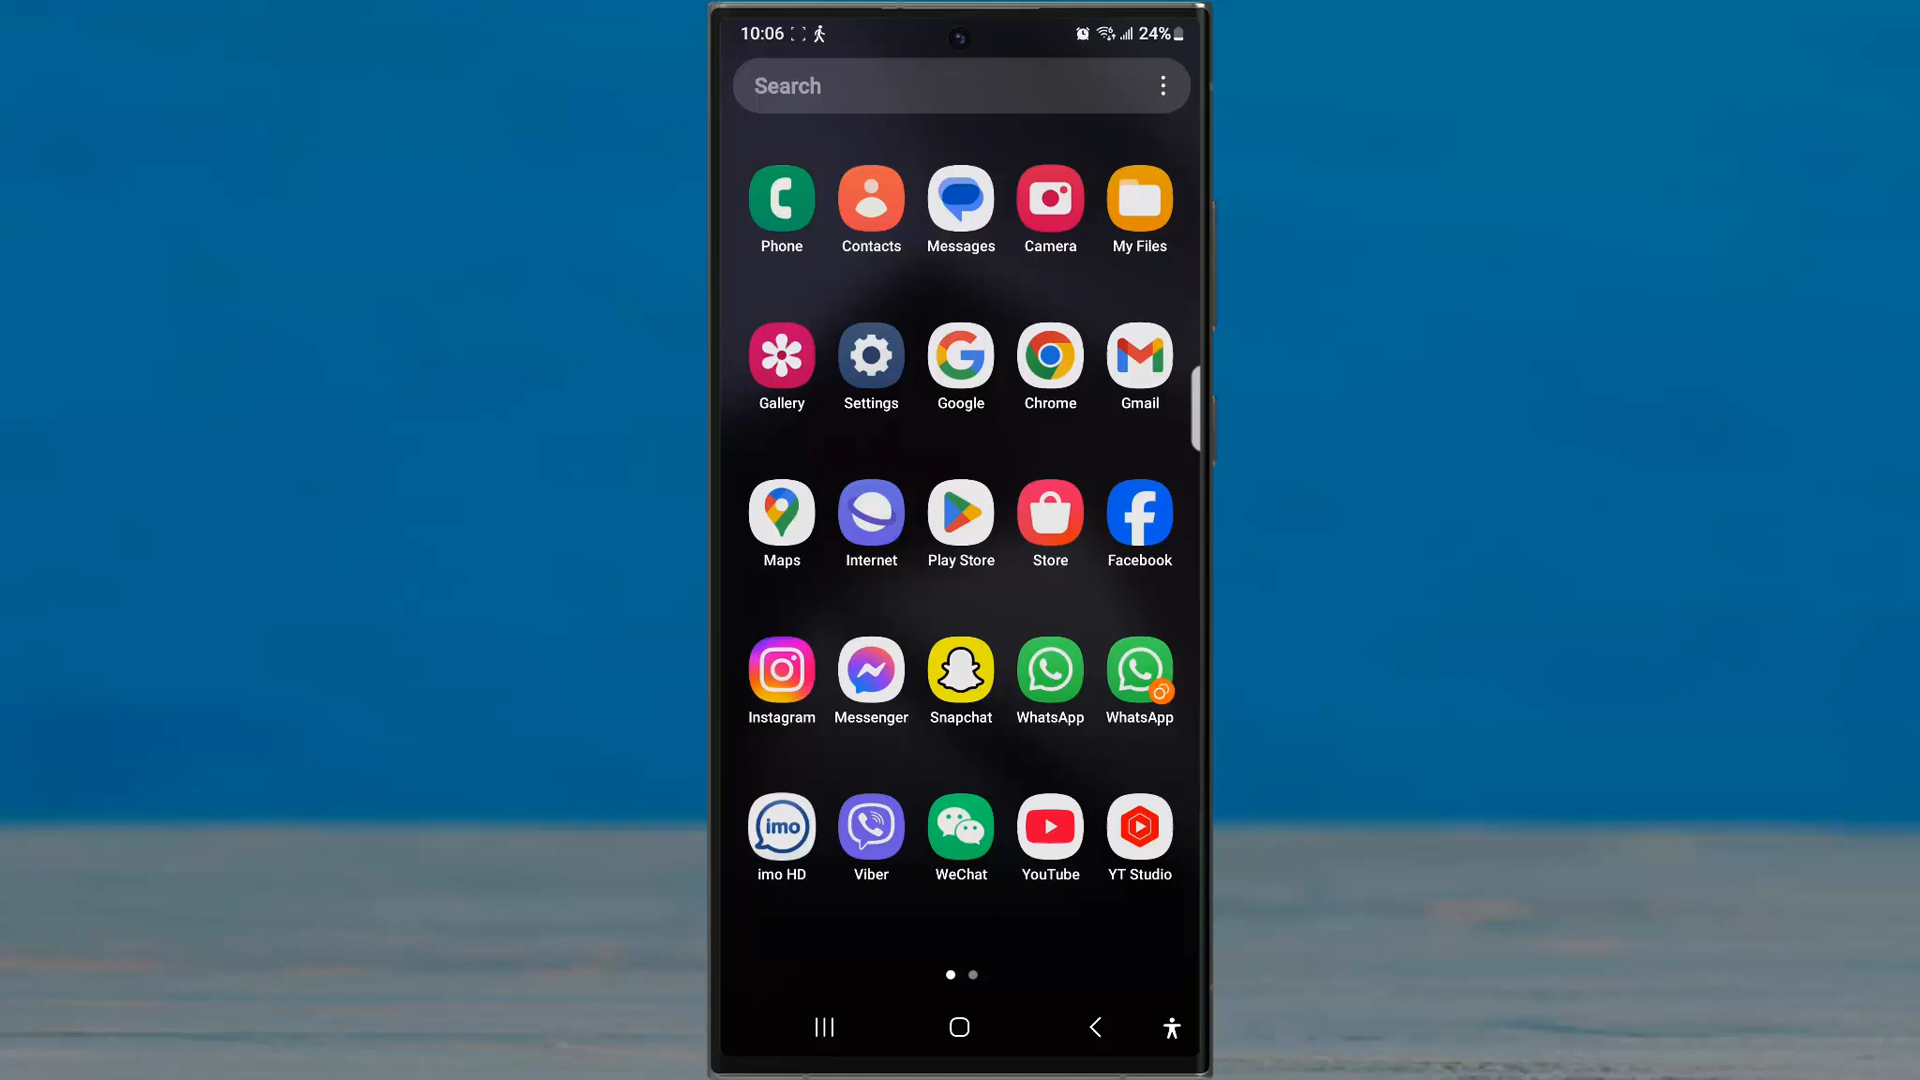 10:06 24%
Search
Phone Contacts Messages Camera My Files
Gallery Settings Google Chrome Gmail
Maps Internet Play Store Store Facebook
Instagram Messenger Snapchat WhatsApp WhatsApp
imo
imo HD Viber WeChat YouTube YT Studio